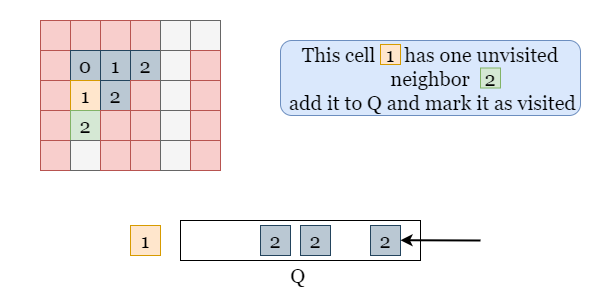 0 1 2
1 2
2
This cell 1 has one unvisited
neighbor 2
add it to Q and mark it as visited
1 2 2 2
Q